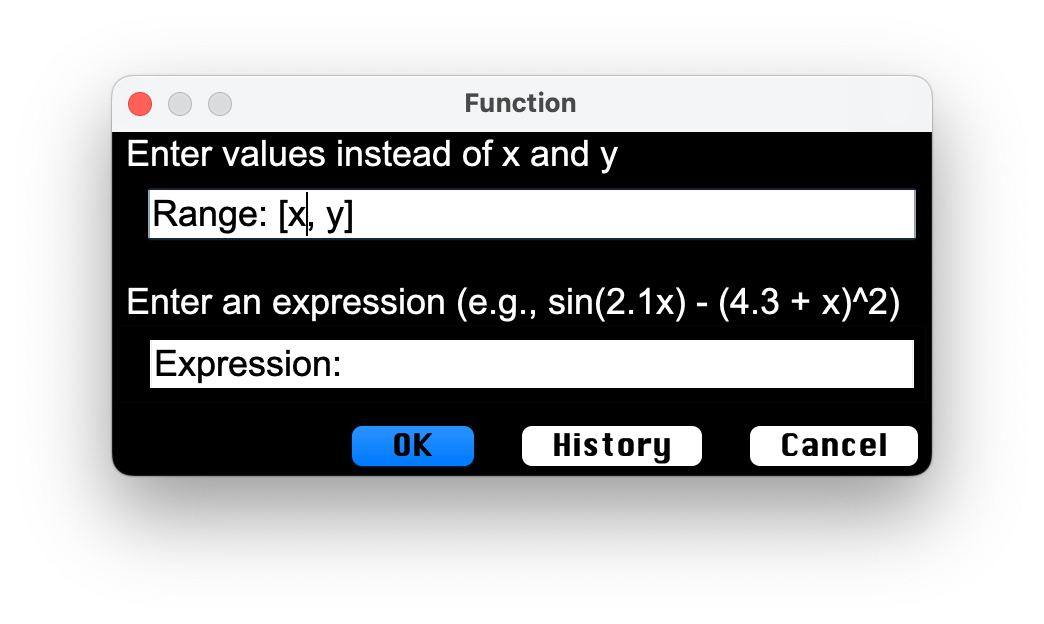 Function
Enter values instead of x and y
Range: [x, y]
Enter an expression (e.g., sin(2.1x) - (4.3 + x)^2)
Expression:
OK History Cancel